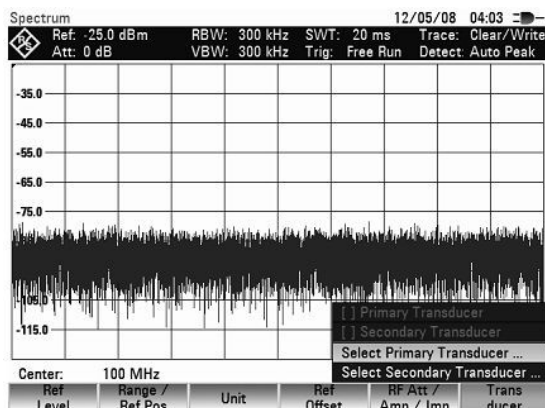 Spectrum 12/05/08 04:03
Ref: -25.0 dBm RBW: 300 kHz SWT: 20 ms Trace: Clear/Write
Att: 0 dB VBW: 300 kHz Trig: Free Run Detect: Auto Peak
-35.0
-45.0
-55.0
-65.0
-75.0
-105.0
-115.0
[ ] Primary Transducer
[ ] Secondary Transducer
Select Primary Transducer ...
Select Secondary Transducer ...
Center: 100 MHz
Ref Level
Range / Ref Pos
Unit
Ref Offset
RF Att / Amp / Imp
Trans ducer